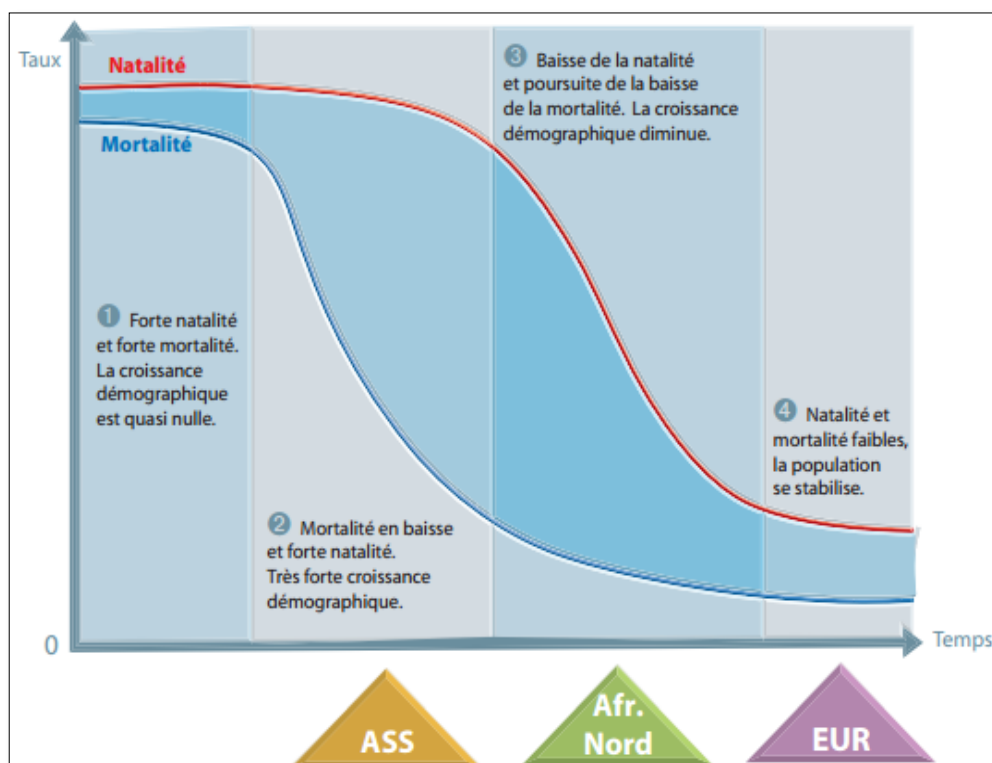 Taux
Natalité
Mortalité
❶ Forte natalité
et forte mortalité.
La croissance
démographique
est quasi nulle.
❷ Mortalité en baisse
et forte natalité.
Très forte croissance
démographique.
❸ Baisse de la natalité
et poursuite de la baisse
de la mortalité. La croissance
démographique diminue.
❹ Natalité et
mortalité faibles,
la population
se stabilise.
0
Temps
ASS
Afr.
Nord
EUR